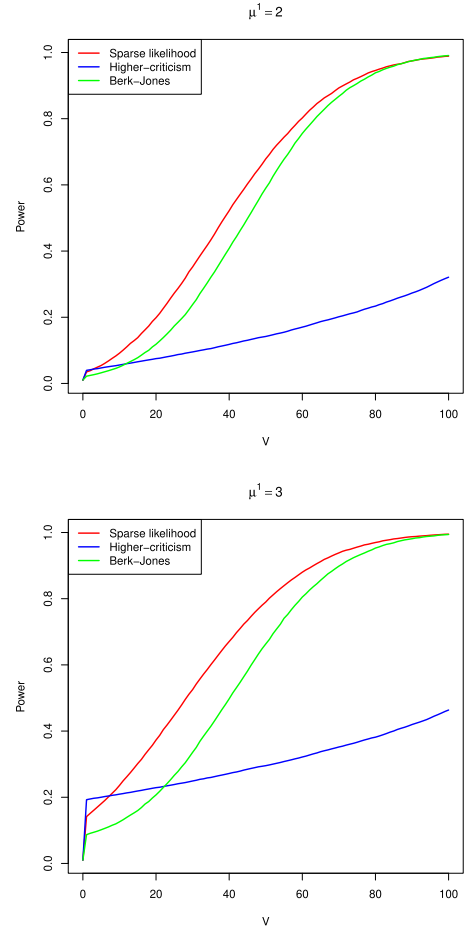 μ¹ = 2
Sparse likelihood
Higher−criticism
Berk−Jones
1.0
0.8
0.6
0.4
0.2
0.0
Power
0 20 40 60 80 100
V
μ¹ = 3
Sparse likelihood
Higher−criticism
Berk−Jones
1.0
0.8
0.6
0.4
0.2
0.0
Power
0 20 40 60 80 100
V